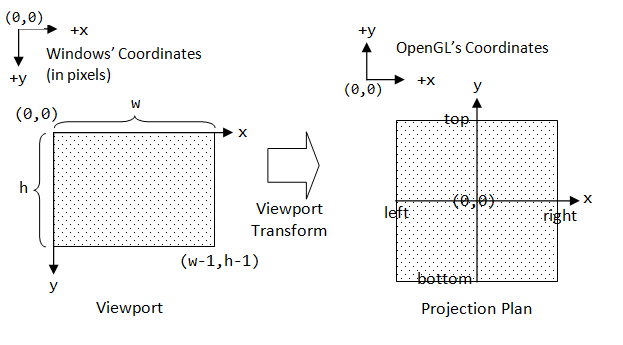 (0,0)
+x
Windows’ Coordinates
(in pixels)
+y
(0,0)
w
x
h
(w-1,h-1)
y
Viewport
Viewport
Transform
+y
OpenGL’s Coordinates
+x
(0,0)
y
top
(0,0)
x
left
right
bottom
Projection Plan